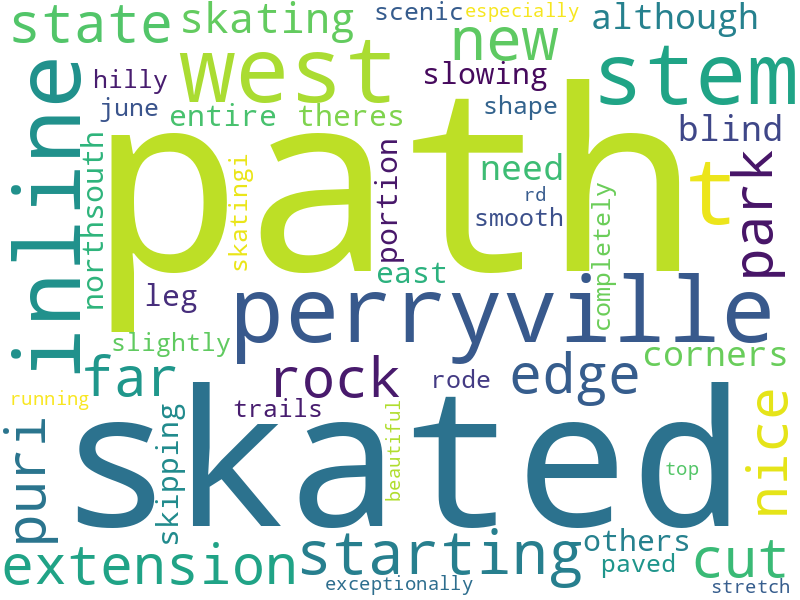 scenic especially
state skating new although
west stem
hilly slowing
june entire theres shape blind
inline path t park
northsouth skatingi portion need
rd
smooth completely
east
leg perryville
slightly
far rock edge corners
rode
running trails
puri skipping skated beautiful top nice
extension starting others cut
paved
exceptionally stretch